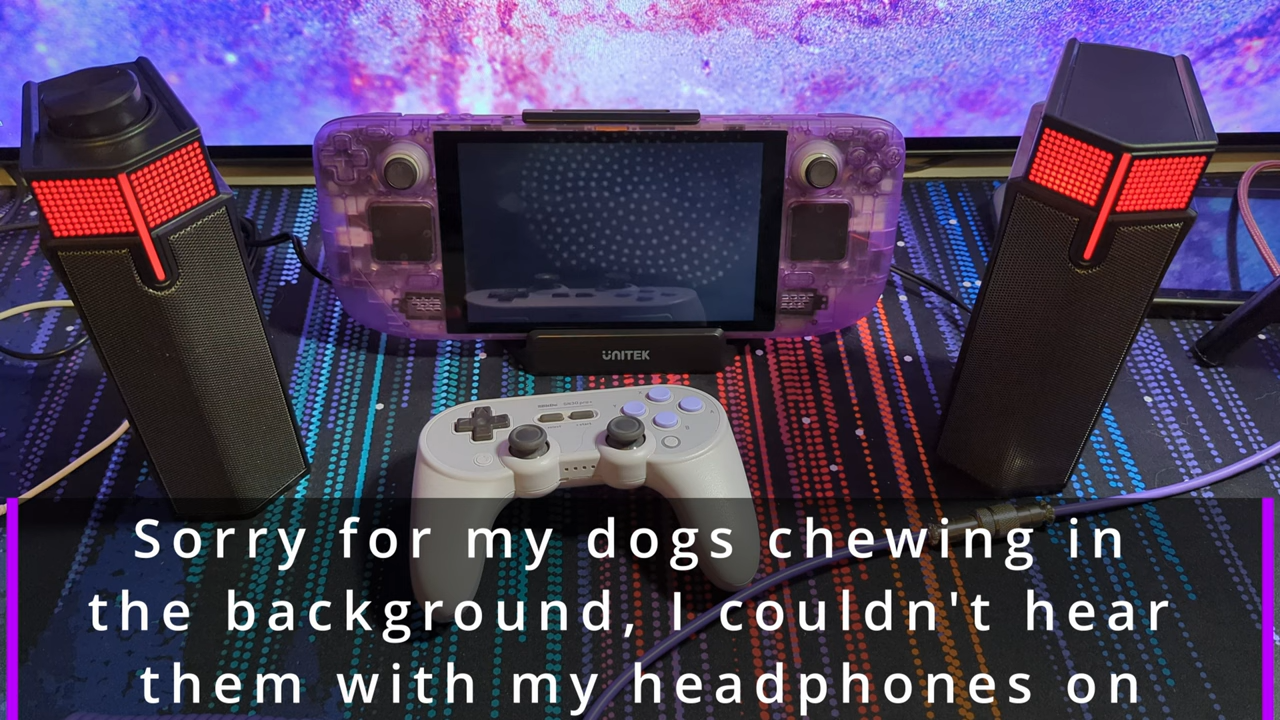 UNITEK
Sorry for my dogs chewing in
the background, I couldn't hear
them with my headphones on